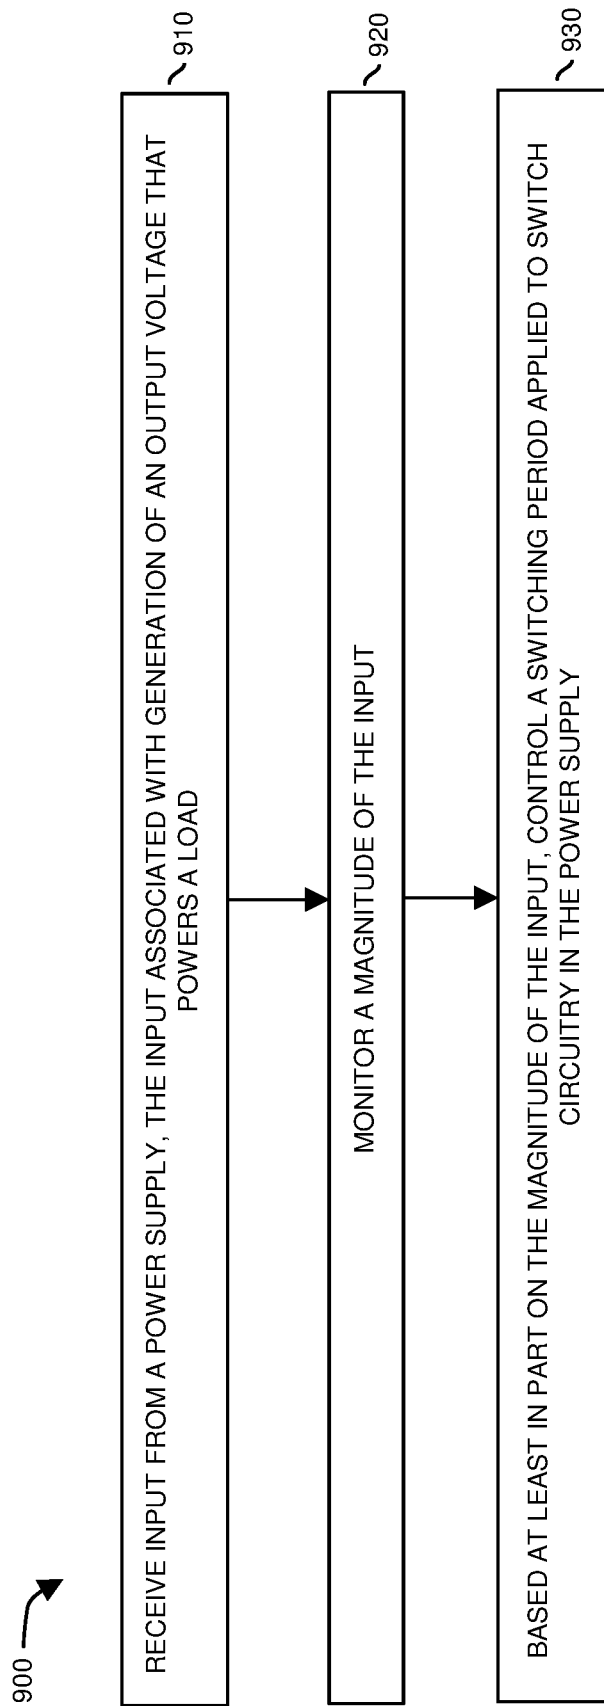 900
RECEIVE INPUT FROM A POWER SUPPLY, THE INPUT ASSOCIATED WITH GENERATION OF AN OUTPUT VOLTAGE THAT
POWERS A LOAD
910
MONITOR A MAGNITUDE OF THE INPUT
920
BASED AT LEAST IN PART ON THE MAGNITUDE OF THE INPUT, CONTROL A SWITCHING PERIOD APPLIED TO SWITCH
CIRCUITRY IN THE POWER SUPPLY
930